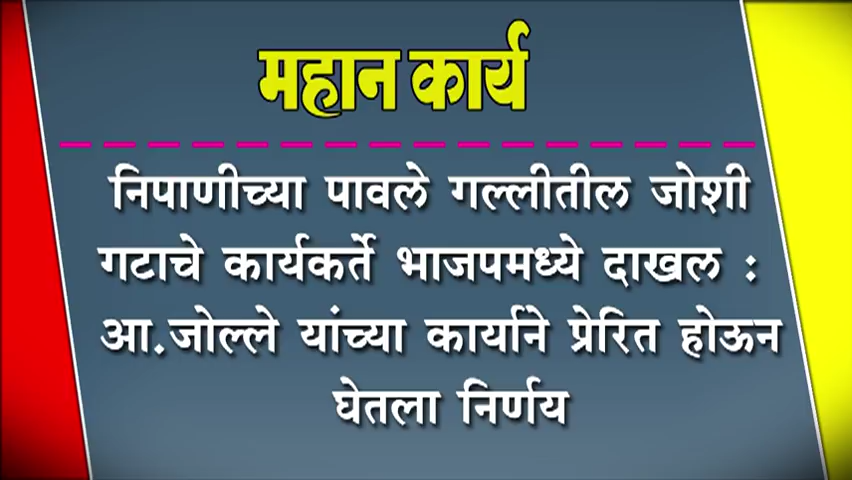 महान कार्य
निपाणीच्या पावले गल्लीतील जोशी
गटाचे कार्यकर्ते भाजपमध्ये दाखल :
आ.जोल्ले यांच्या कार्याने प्रेरित होऊन
घेतला निर्णय